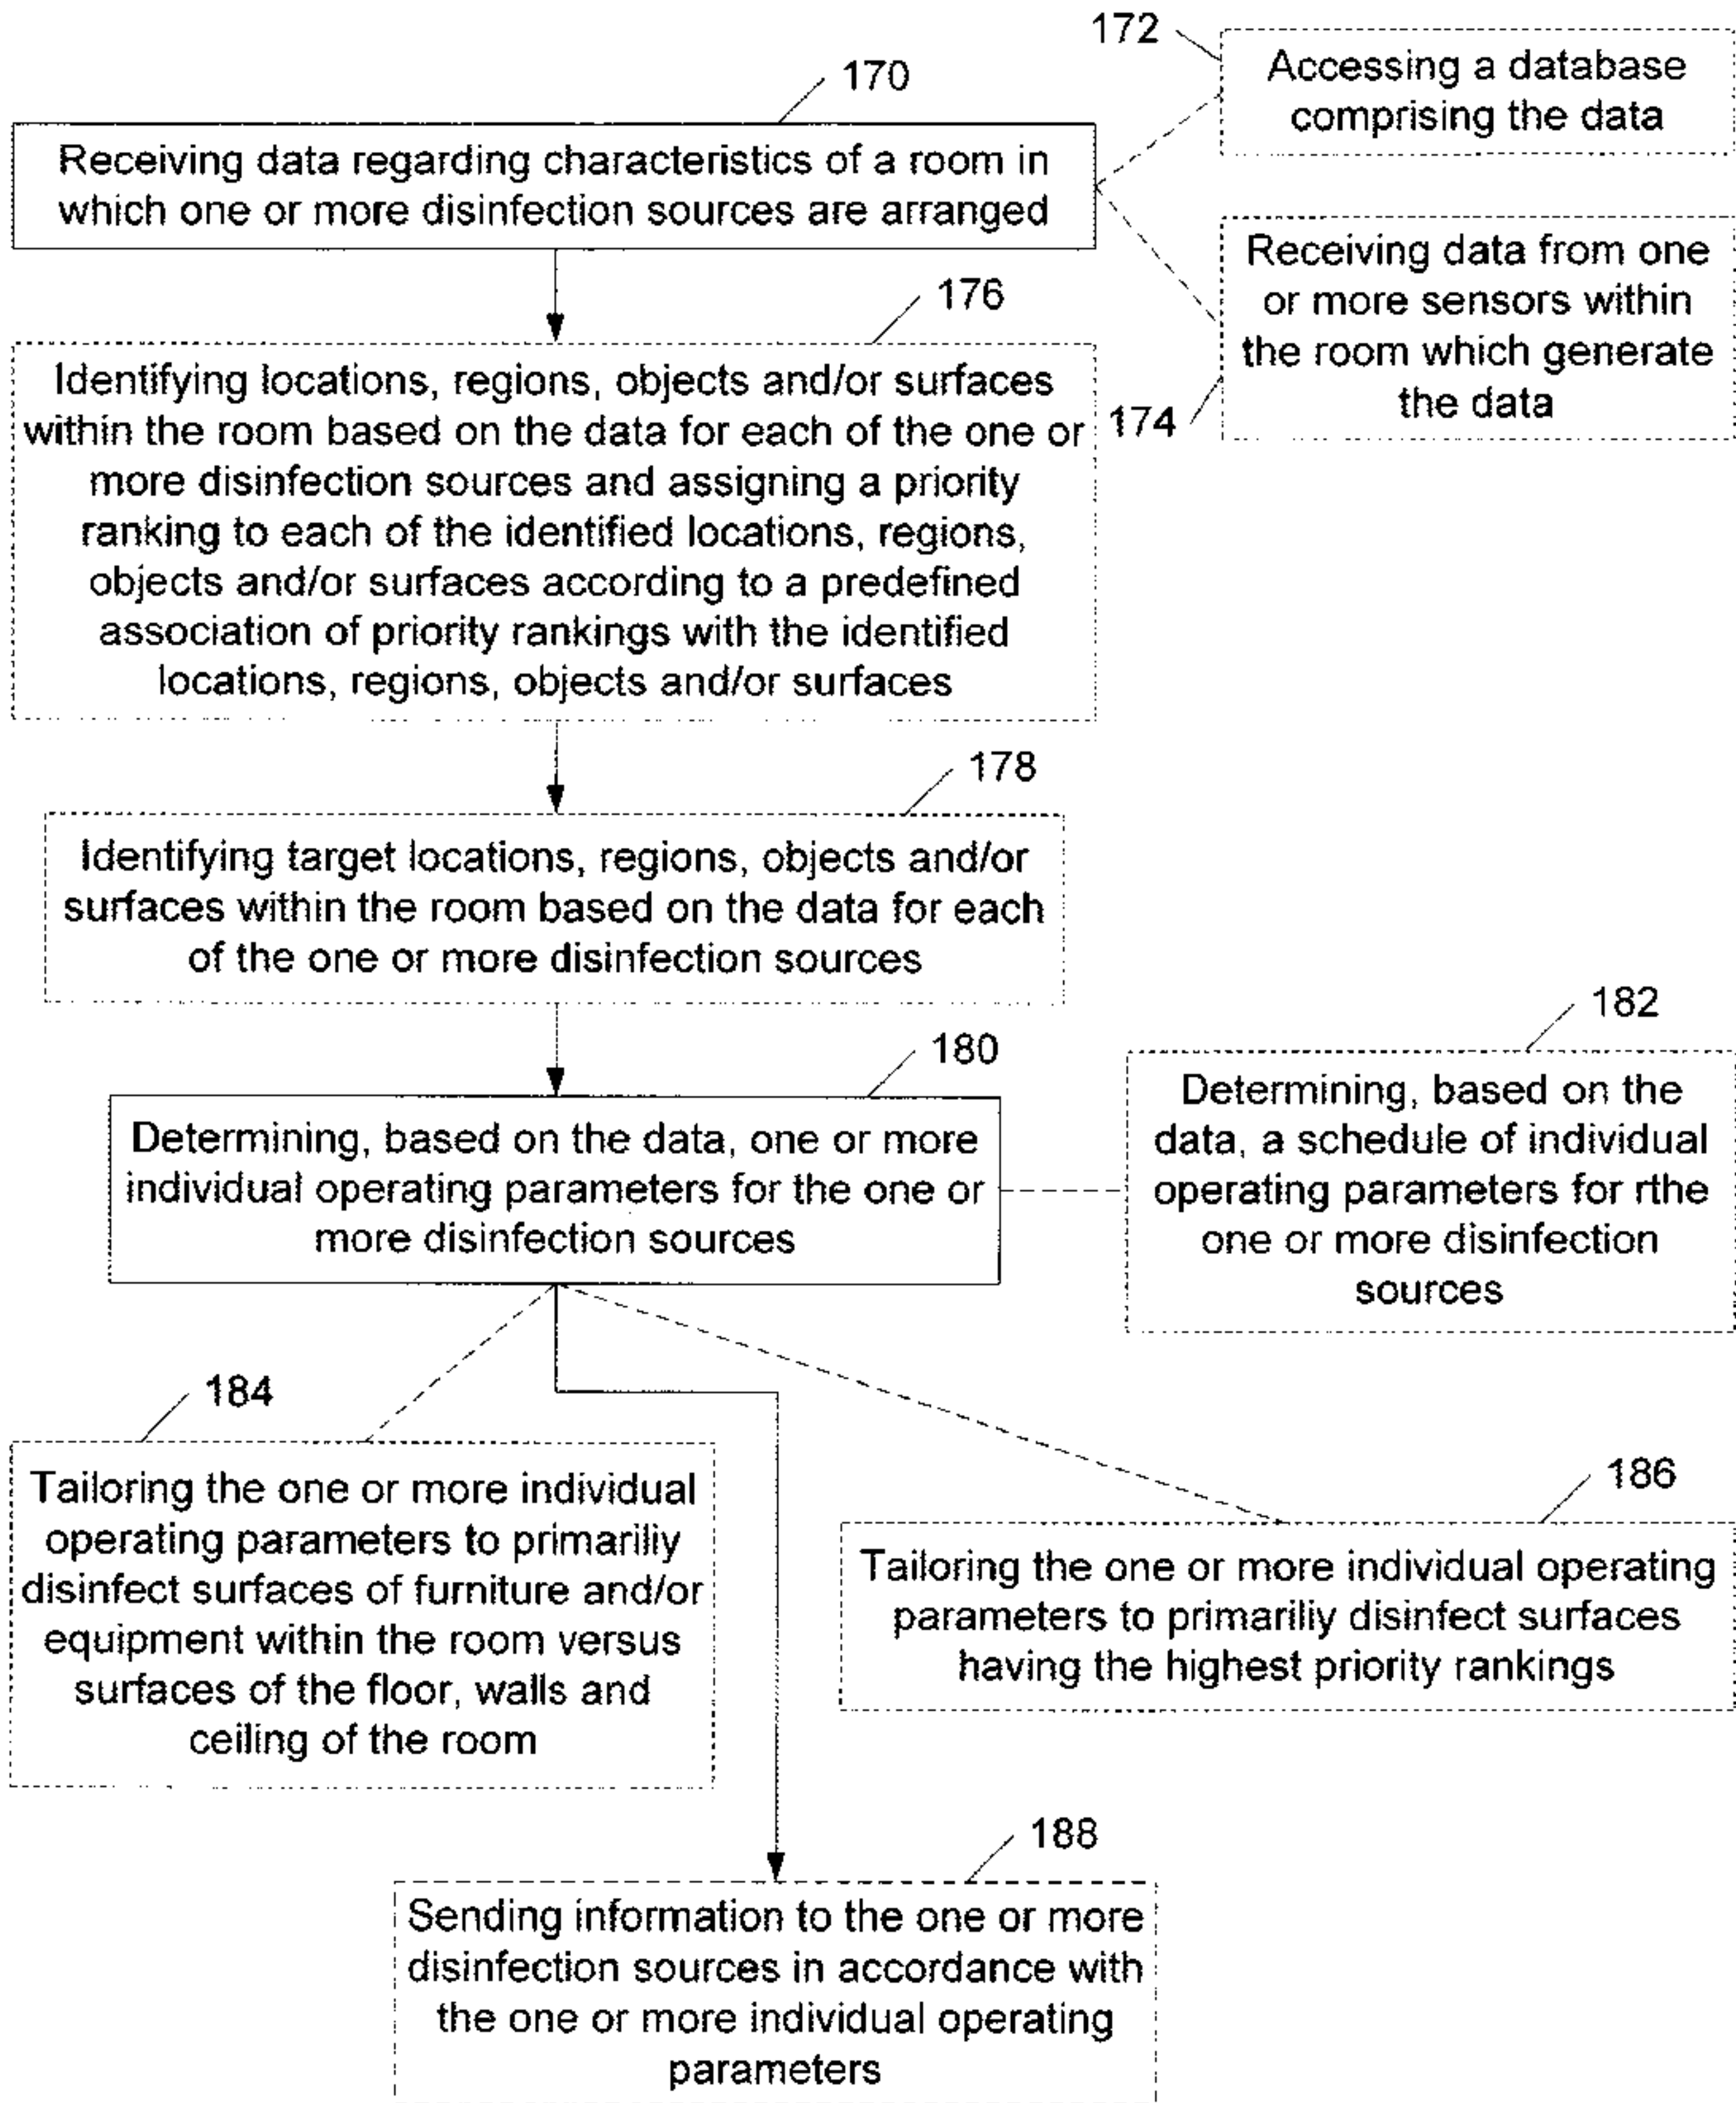 172
Accessing a database
comprising the data
170
Receiving data regarding characteristics of a room in
which one or more disinfection sources are arranged
Receiving data from one
or more sensors within
the room which generate
the data
174
176
Identifying locations, regions, objects and/or surfaces
within the room based on the data for each of the one or
more disinfection sources and assigning a priority
ranking to each of the identified locations, regions,
objects and/or surfaces according to a predefined
association of priority rankings with the identified
locations, regions, objects and/or surfaces
178
Identifying target locations, regions, objects and/or
surfaces within the room based on the data for each
of the one or more disinfection sources
180
Determining, based on the data, one or more
individual operating parameters for the one or
more disinfection sources
182
Determining, based on the
data, a schedule of individual
operating parameters for rthe
one or more disinfection
sources
184
Tailoring the one or more individual
operating parameters to primariliy
disinfect surfaces of furniture and/or
equipment within the room versus
surfaces of the floor, walls and
ceiling of the room
186
Tailoring the one or more individual operating
parameters to primariliy disinfect surfaces
having the highest priority rankings
188
Sending information to the one or more
disinfection sources in accordance with
the one or more individual operating
parameters